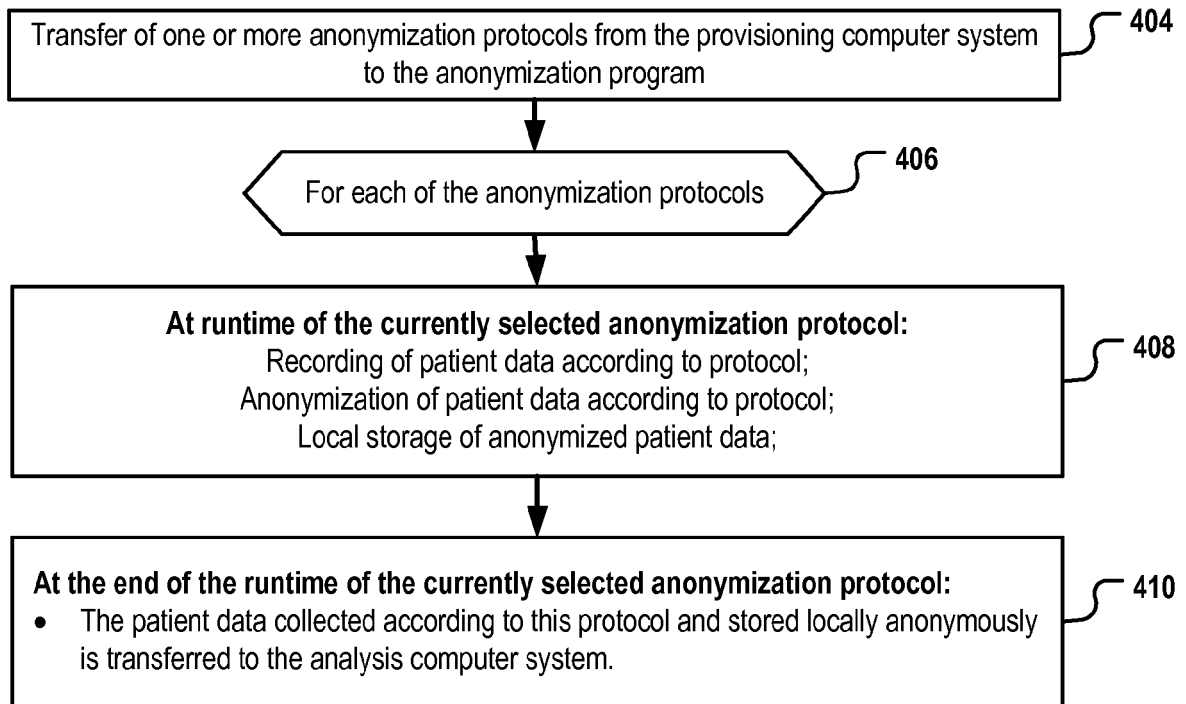 Transfer of one or more anonymization protocols from the provisioning computer system
to the anonymization program
404
For each of the anonymization protocols
406
At runtime of the currently selected anonymization protocol:
Recording of patient data according to protocol;
Anonymization of patient data according to protocol;
Local storage of anonymized patient data;
408
At the end of the runtime of the currently selected anonymization protocol:
• The patient data collected according to this protocol and stored locally anonymously
is transferred to the analysis computer system.
410